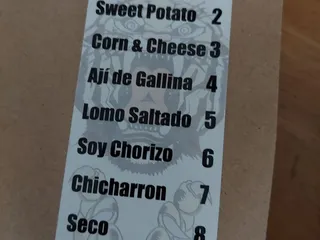 Sweet Potato 2
Corn & Cheese 3
Ají de Gallina 4
Lomo Saltado 5
Soy Chorizo 6
Chicharron 7
Seco 8